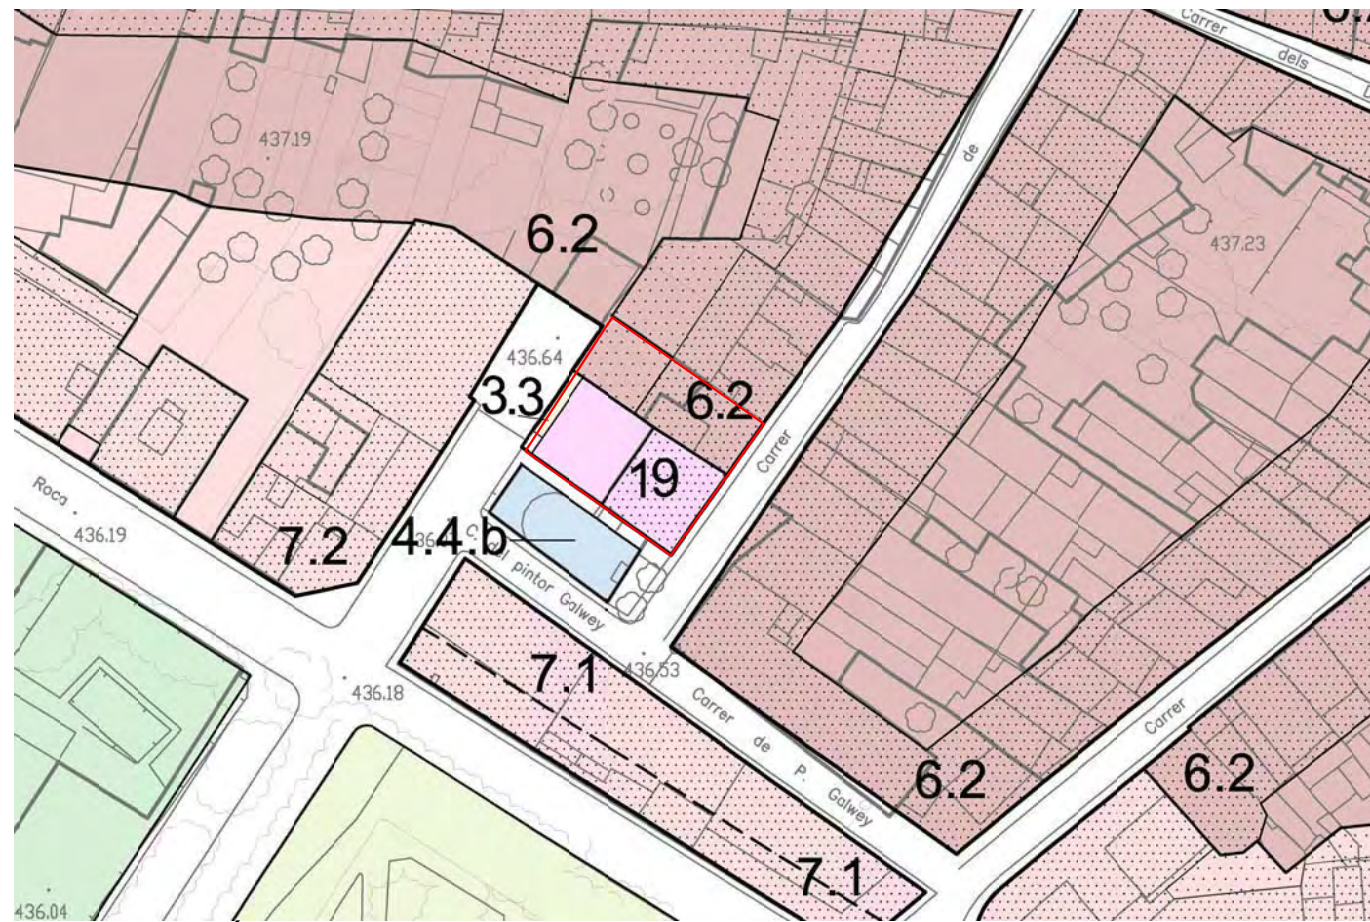 Carrer
dels
437.19
de
6.2
437.23
436.64
3.3
6.2
Carrer
19
Roca
436.19
7.2
4.4.b
C. del pintor Galwey
7.1
436.53
436.18
Carrer
de
P.
Galwey
Carrer
6.2
6.2
7.1
436.04